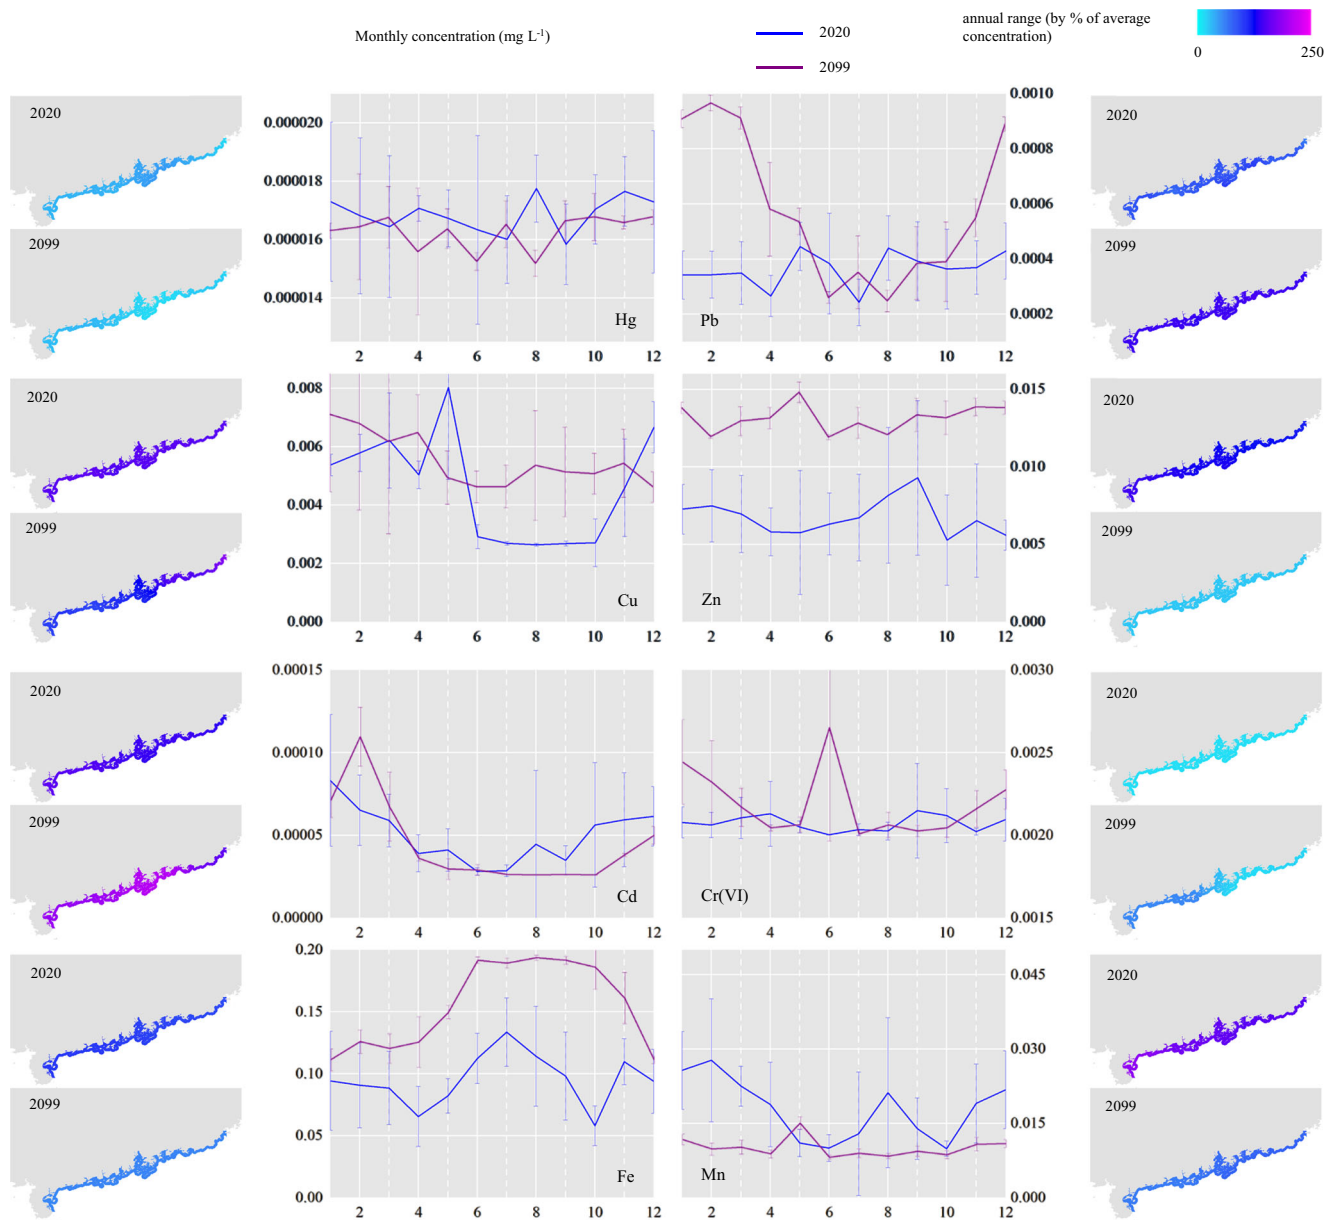 Monthly concentration (mg L-1)
2020
2099
annual range (by % of average
concentration)
0 250
2020
2099
0.000020
0.000018
0.000016
0.000014
Hg
2 4 6 8 10 12
Pb
0.0010
0.0008
0.0006
0.0004
0.0002
2 4 6 8 10 12
2020
2099
2020
2099
0.008
0.006
0.004
0.002
0.000
Cu
2 4 6 8 10 12
Zn
0.015
0.010
0.005
0.000
2 4 6 8 10 12
2020
2099
2020
2099
0.00015
0.00010
0.00005
0.00000
Cd
2 4 6 8 10 12
Cr(VI)
0.0030
0.0025
0.0020
0.0015
2 4 6 8 10 12
2020
2099
2020
2099
0.20
0.15
0.10
0.05
0.00
Fe
2 4 6 8 10 12
Mn
0.045
0.030
0.015
0.000
2 4 6 8 10 12
2020
2099